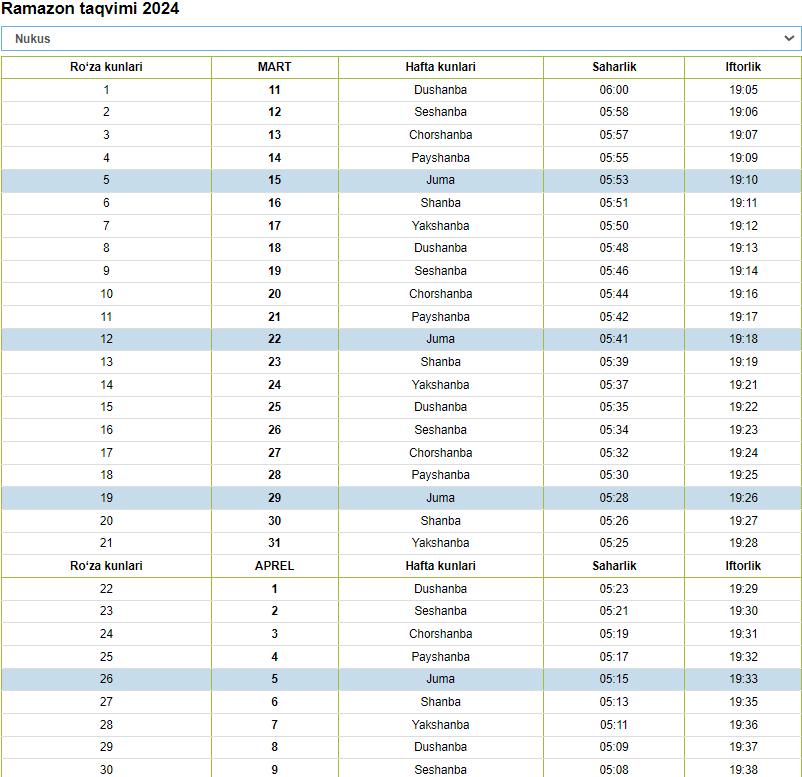 Ramazon taqvimi 2024
Nukus
Ro‘za kunlari MART Hafta kunlari Saharlik Iftorlik
1 11 Dushanba 06:00 19:05
2 12 Seshanba 05:58 19:06
3 13 Chorshanba 05:57 19:07
4 14 Payshanba 05:55 19:09
5 15 Juma 05:53 19:10
6 16 Shanba 05:51 19:11
7 17 Yakshanba 05:50 19:12
8 18 Dushanba 05:48 19:13
9 19 Seshanba 05:46 19:14
10 20 Chorshanba 05:44 19:16
11 21 Payshanba 05:42 19:17
12 22 Juma 05:41 19:18
13 23 Shanba 05:39 19:19
14 24 Yakshanba 05:37 19:21
15 25 Dushanba 05:35 19:22
16 26 Seshanba 05:34 19:23
17 27 Chorshanba 05:32 19:24
18 28 Payshanba 05:30 19:25
19 29 Juma 05:28 19:26
20 30 Shanba 05:26 19:27
21 31 Yakshanba 05:25 19:28
Ro‘za kunlari APREL Hafta kunlari Saharlik Iftorlik
22 1 Dushanba 05:23 19:29
23 2 Seshanba 05:21 19:30
24 3 Chorshanba 05:19 19:31
25 4 Payshanba 05:17 19:32
26 5 Juma 05:15 19:33
27 6 Shanba 05:13 19:35
28 7 Yakshanba 05:11 19:36
29 8 Dushanba 05:09 19:37
30 9 Seshanba 05:08 19:38